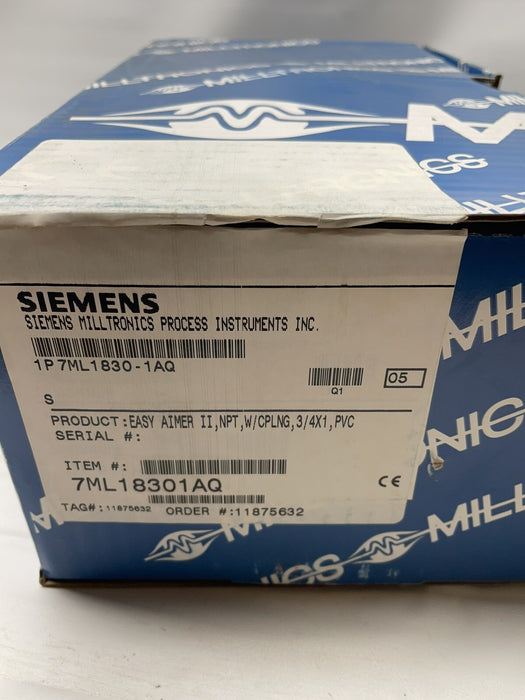 MILLTRONICS
SIEMENS
SIEMENS MILLTRONICS PROCESS INSTRUMENTS INC.
1P7ML1830-1AQ
Q1
05
S
PRODUCT:EASY AIMER II,NPT,W/CPLNG,3/4X1,PVC
SERIAL #:
ITEM #:
7ML18301AQ
CE
TAG#:11875632 ORDER #:11875632